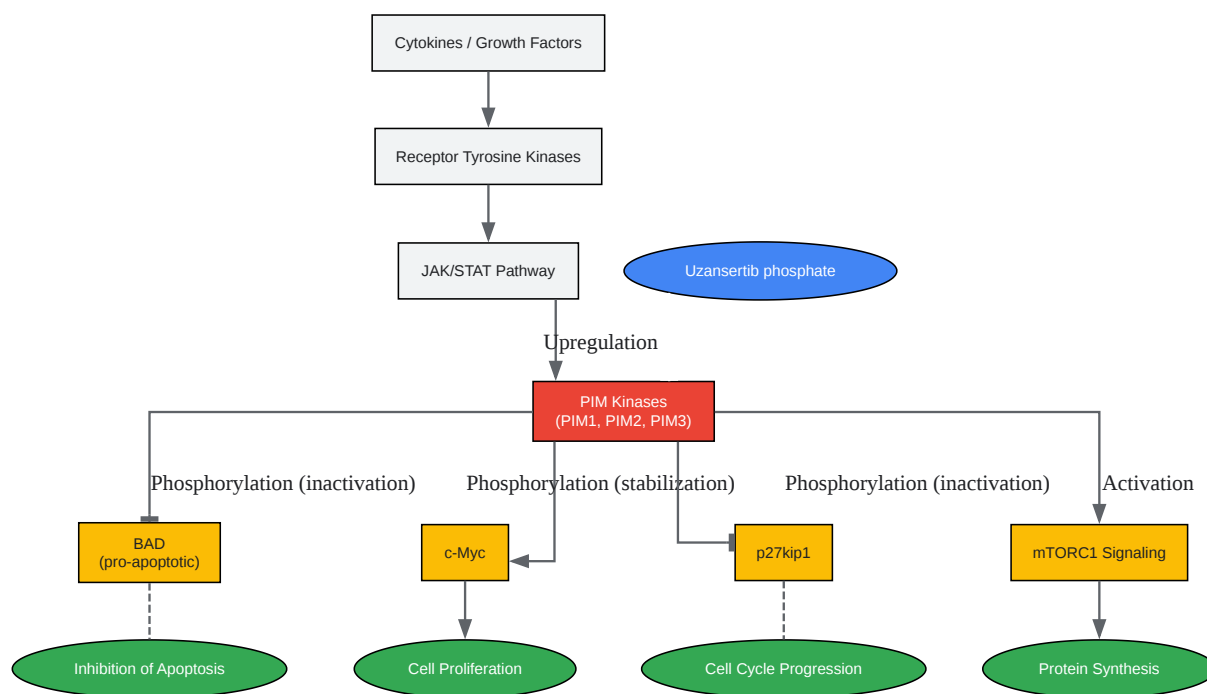 Cytokines / Growth Factors
Receptor Tyrosine Kinases
JAK/STAT Pathway
Uzansertib phosphate
Upregulation
PIM Kinases
(PIM1, PIM2, PIM3)
Phosphorylation (inactivation)
Phosphorylation (stabilization)
Phosphorylation (inactivation)
Activation
BAD
(pro-apoptotic)
c-Myc
p27kip1
mTORC1 Signaling
Inhibition of Apoptosis
Cell Proliferation
Cell Cycle Progression
Protein Synthesis